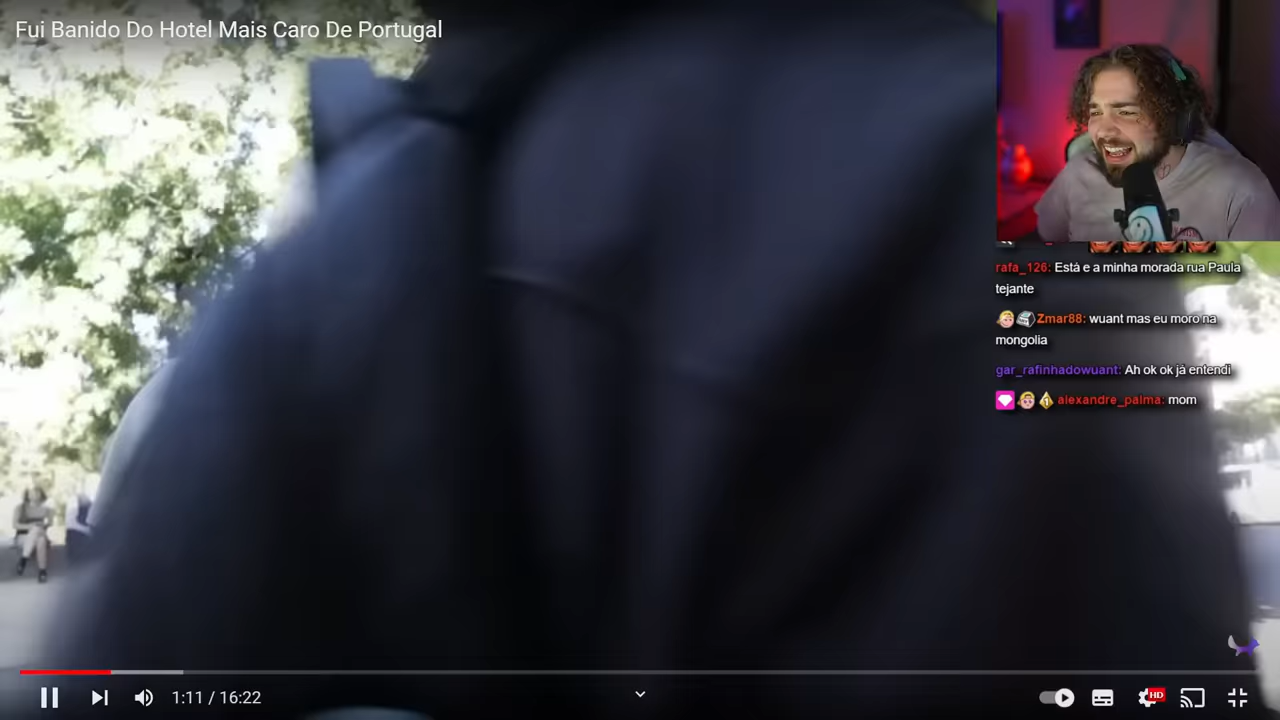 Fui Banido Do Hotel Mais Caro De Portugal
rafa_126: Está e a minha morada rua Paula
tejante
Zmar88: wuant mas eu moro na
mongolia
gar_rafinhadowuant: Ah ok ok já entendi
alexandre_palma: mom
1:11 / 16:22
HD